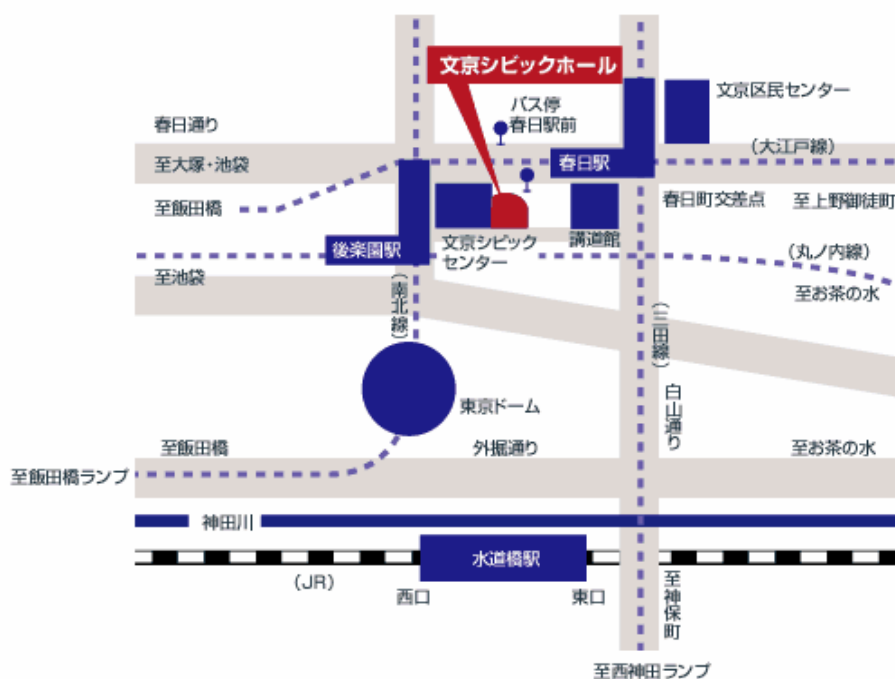 文京シビックホール
文京区民センター
バス停
春日駅前
春日通り
(大江戸線)
至大塚・池袋
春日駅
春日町交差点
至上野御徒町
至飯田橋
後楽園駅
文京シビック
センター
講道館
(丸ノ内線)
至池袋
至お茶の水
(南北線)
(三田線)
白山通り
東京ドーム
至飯田橋
外掘通り
至お茶の水
至飯田橋ランプ
神田川
水道橋駅
(JR)
西口
東口
至神保町
至西神田ランプ